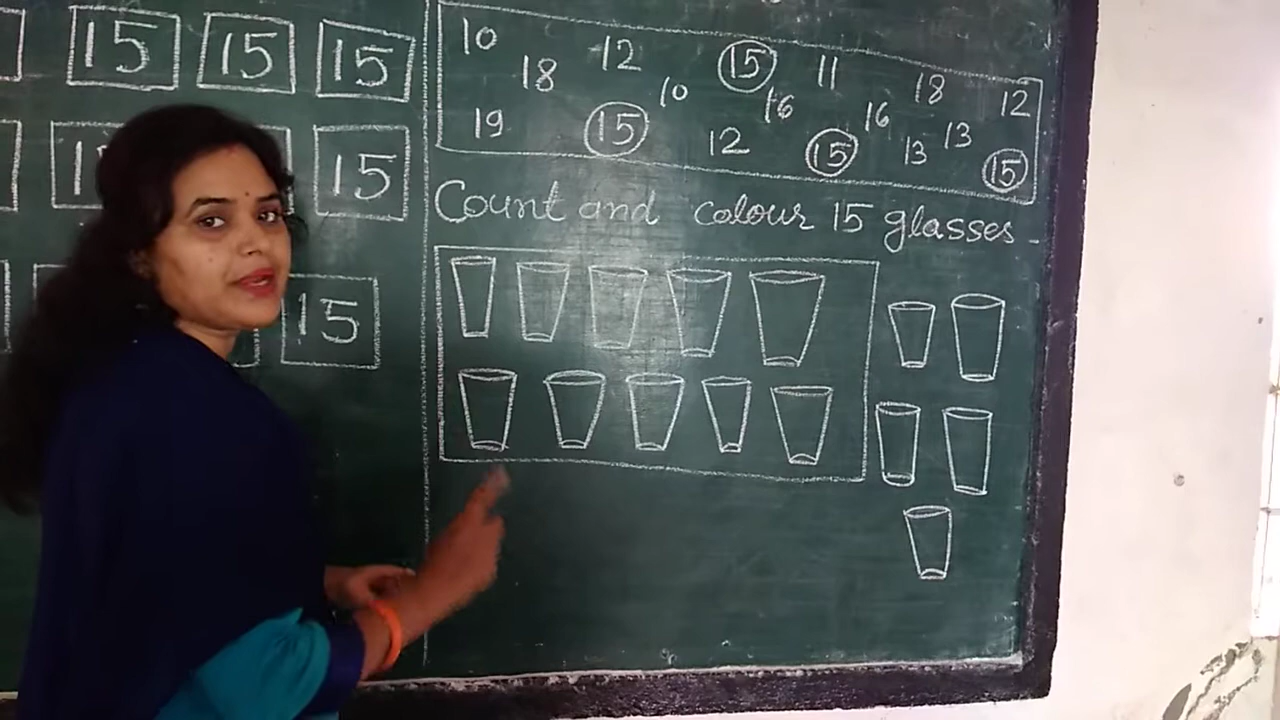 15 15 15
10 18 12 10 15 16 11 16 18 12
19 15 12 15 13 13 15
15
15
Count and colour 15 glasses.